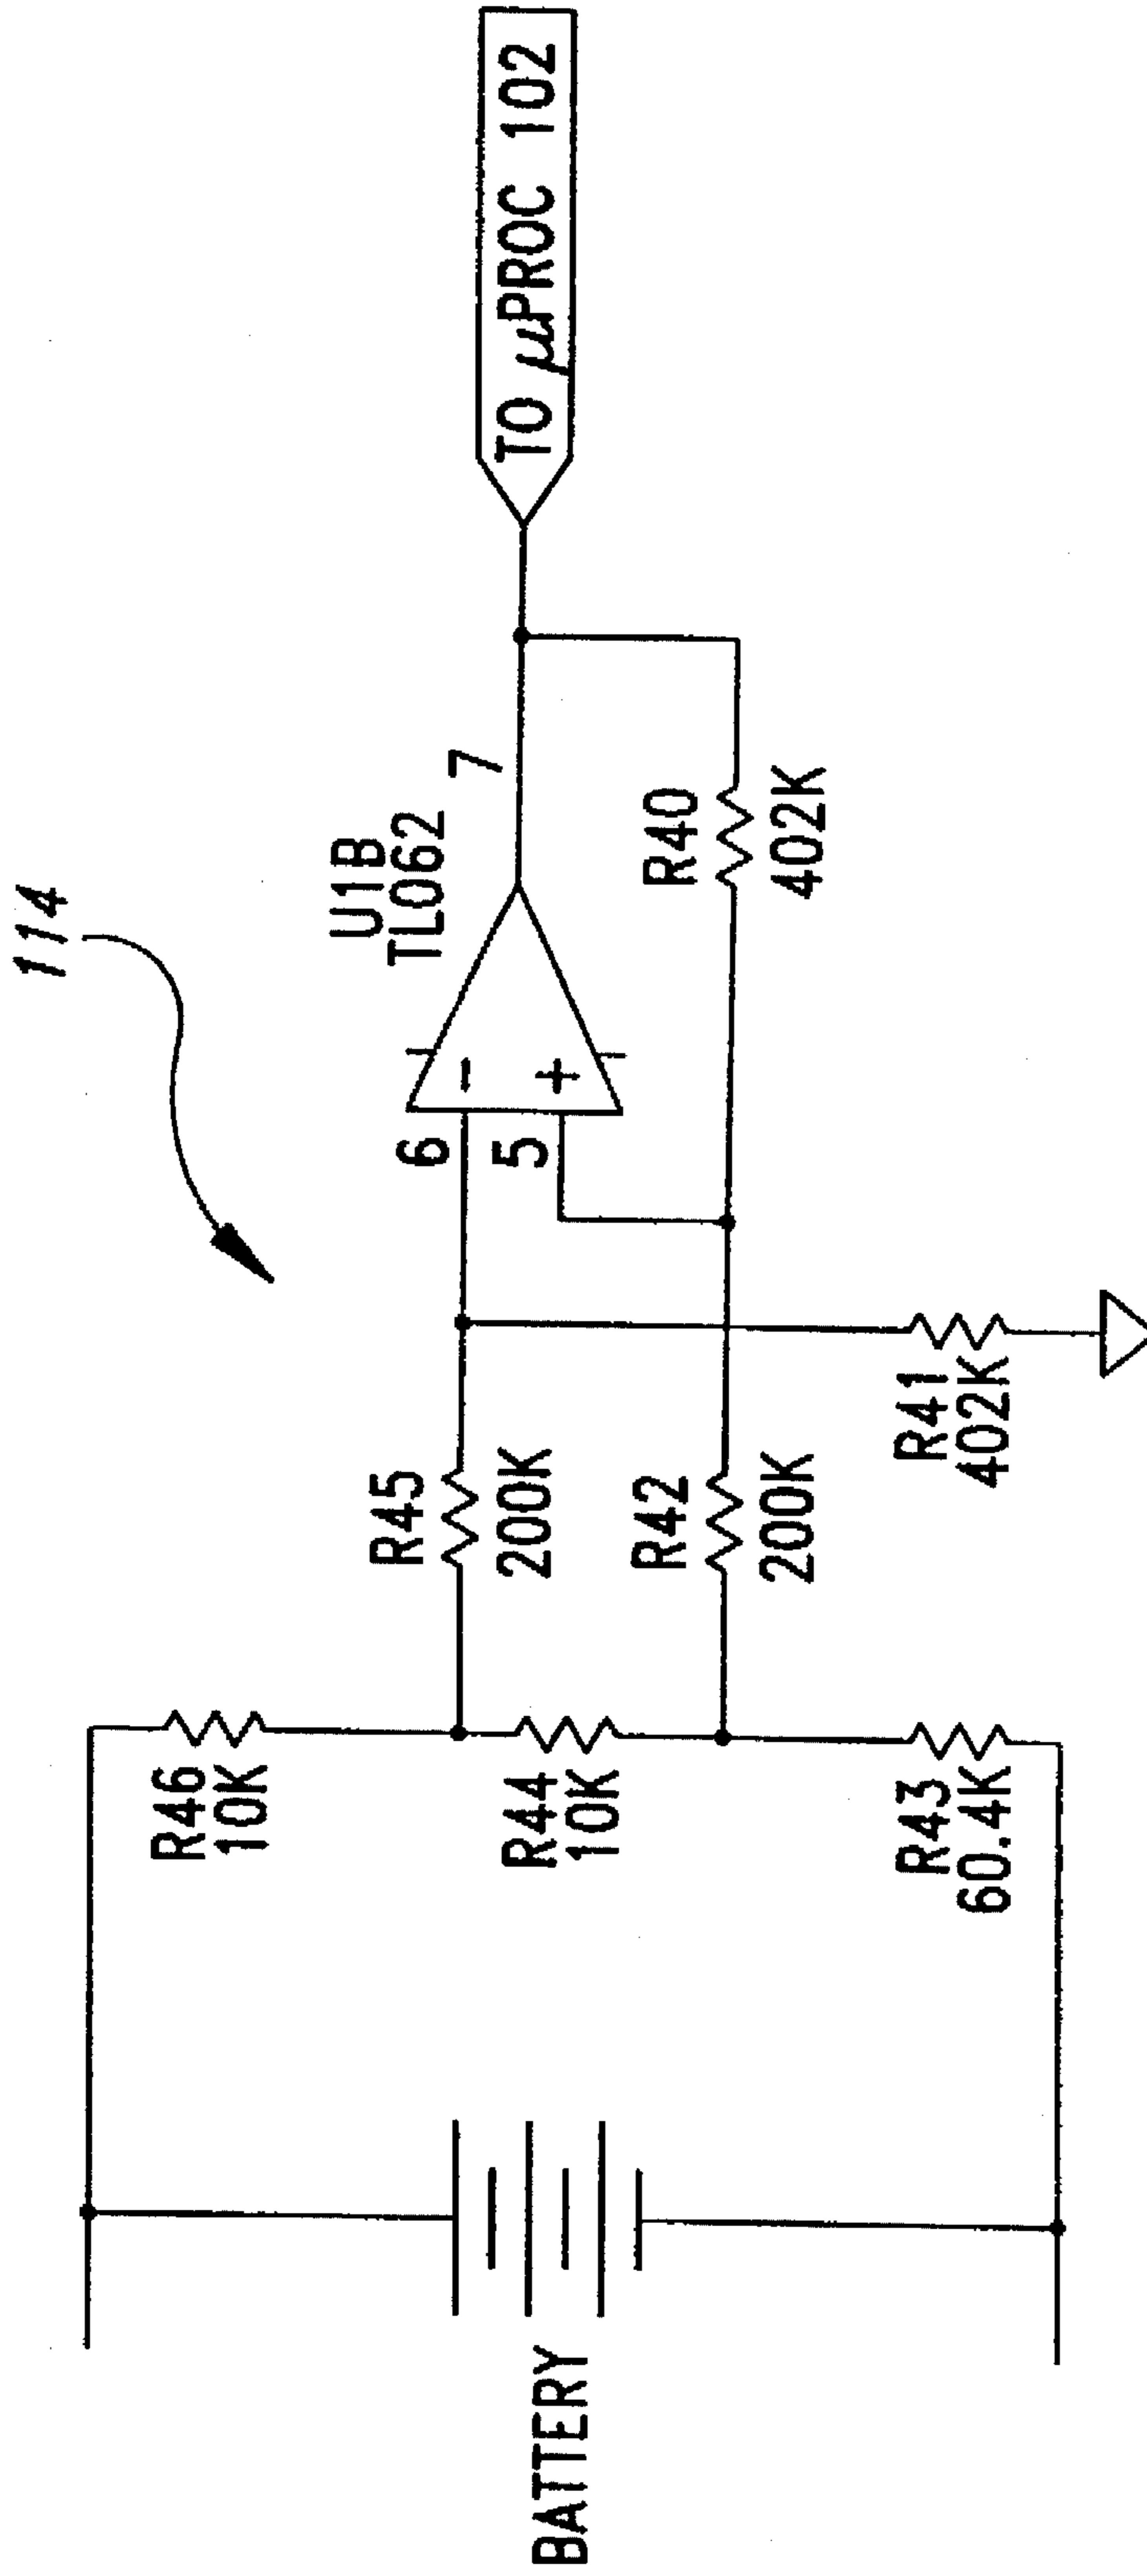 114
U1B
TL062
6
7
5
-
+
TO μPROC 102
R40
402K
R45
200K
R42
200K
R41
402K
R46
10K
R44
10K
R43
60.4K
BATTERY